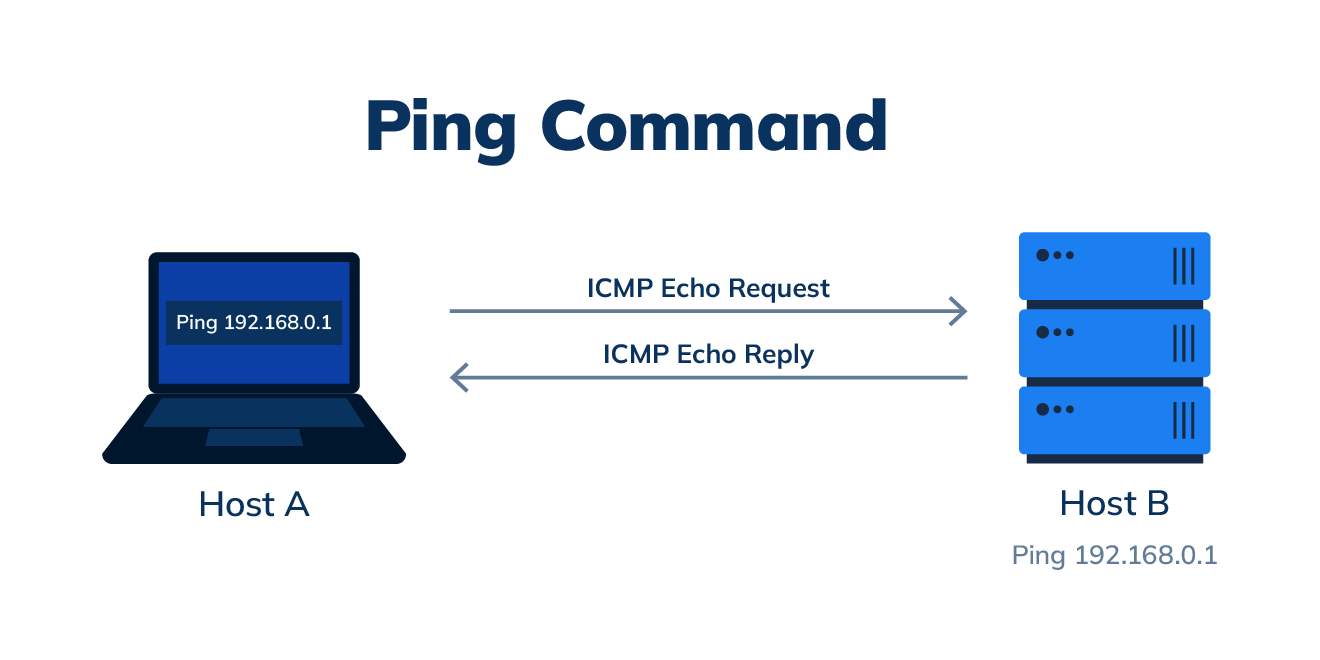 Ping Command
ICMP Echo Request
Ping 192.168.0.1
ICMP Echo Reply
Host A
Host B
Ping 192.168.0.1